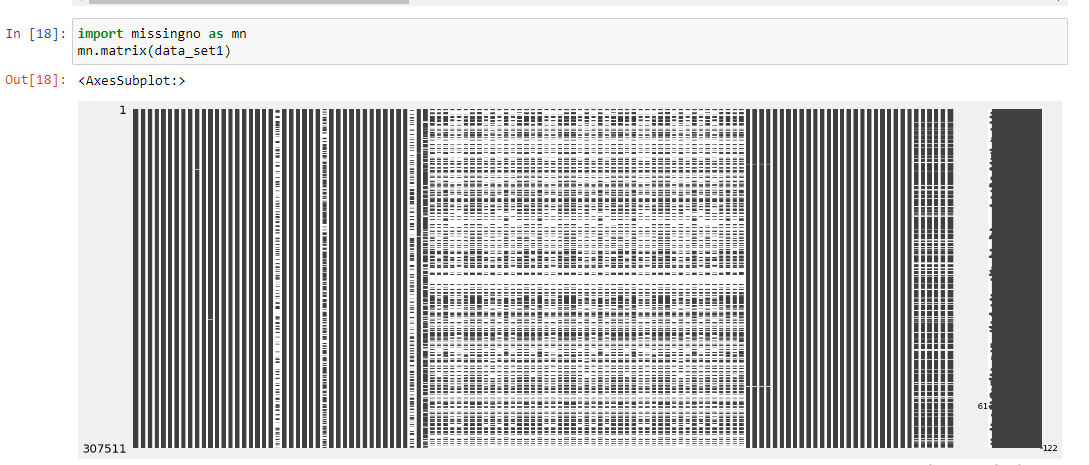 In [18]:
import missingno as mn
mn.matrix(data_set1)
Out[18]:
<AxesSubplot:>
1
61
122
307511